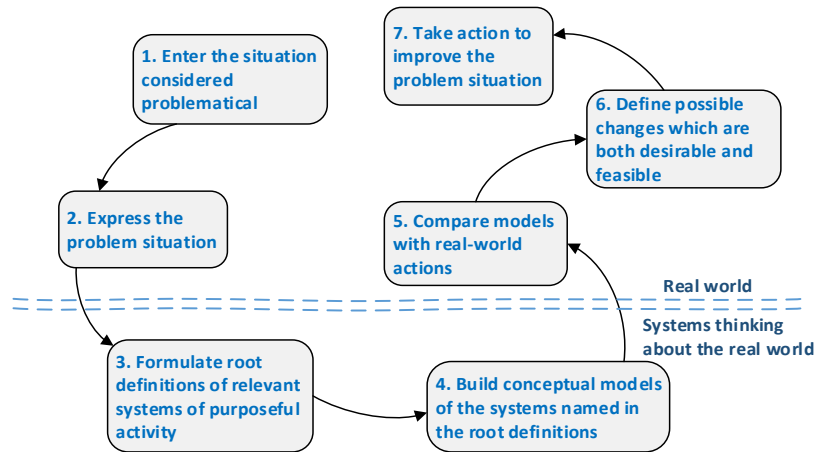 1. Enter the situation
considered
problematical
2. Express the
problem situation
3. Formulate root
definitions of relevant
systems of purposeful
activity
4. Build conceptual models
of the systems named in
the root definitions
5. Compare models
with real-world
actions
6. Define possible
changes which are
both desirable and
feasible
7. Take action to
improve the
problem situation
Real world
Systems thinking
about the real world